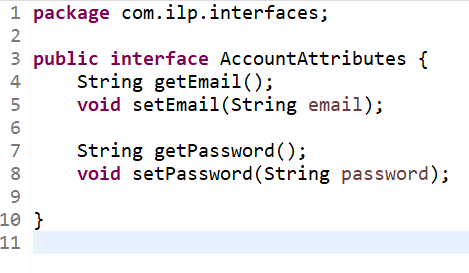 1 package com.ilp.interfaces;
2
3 public interface AccountAttributes {
4     String getEmail();
5     void setEmail(String email);
6
7     String getPassword();
8     void setPassword(String password);
9
10 }
11